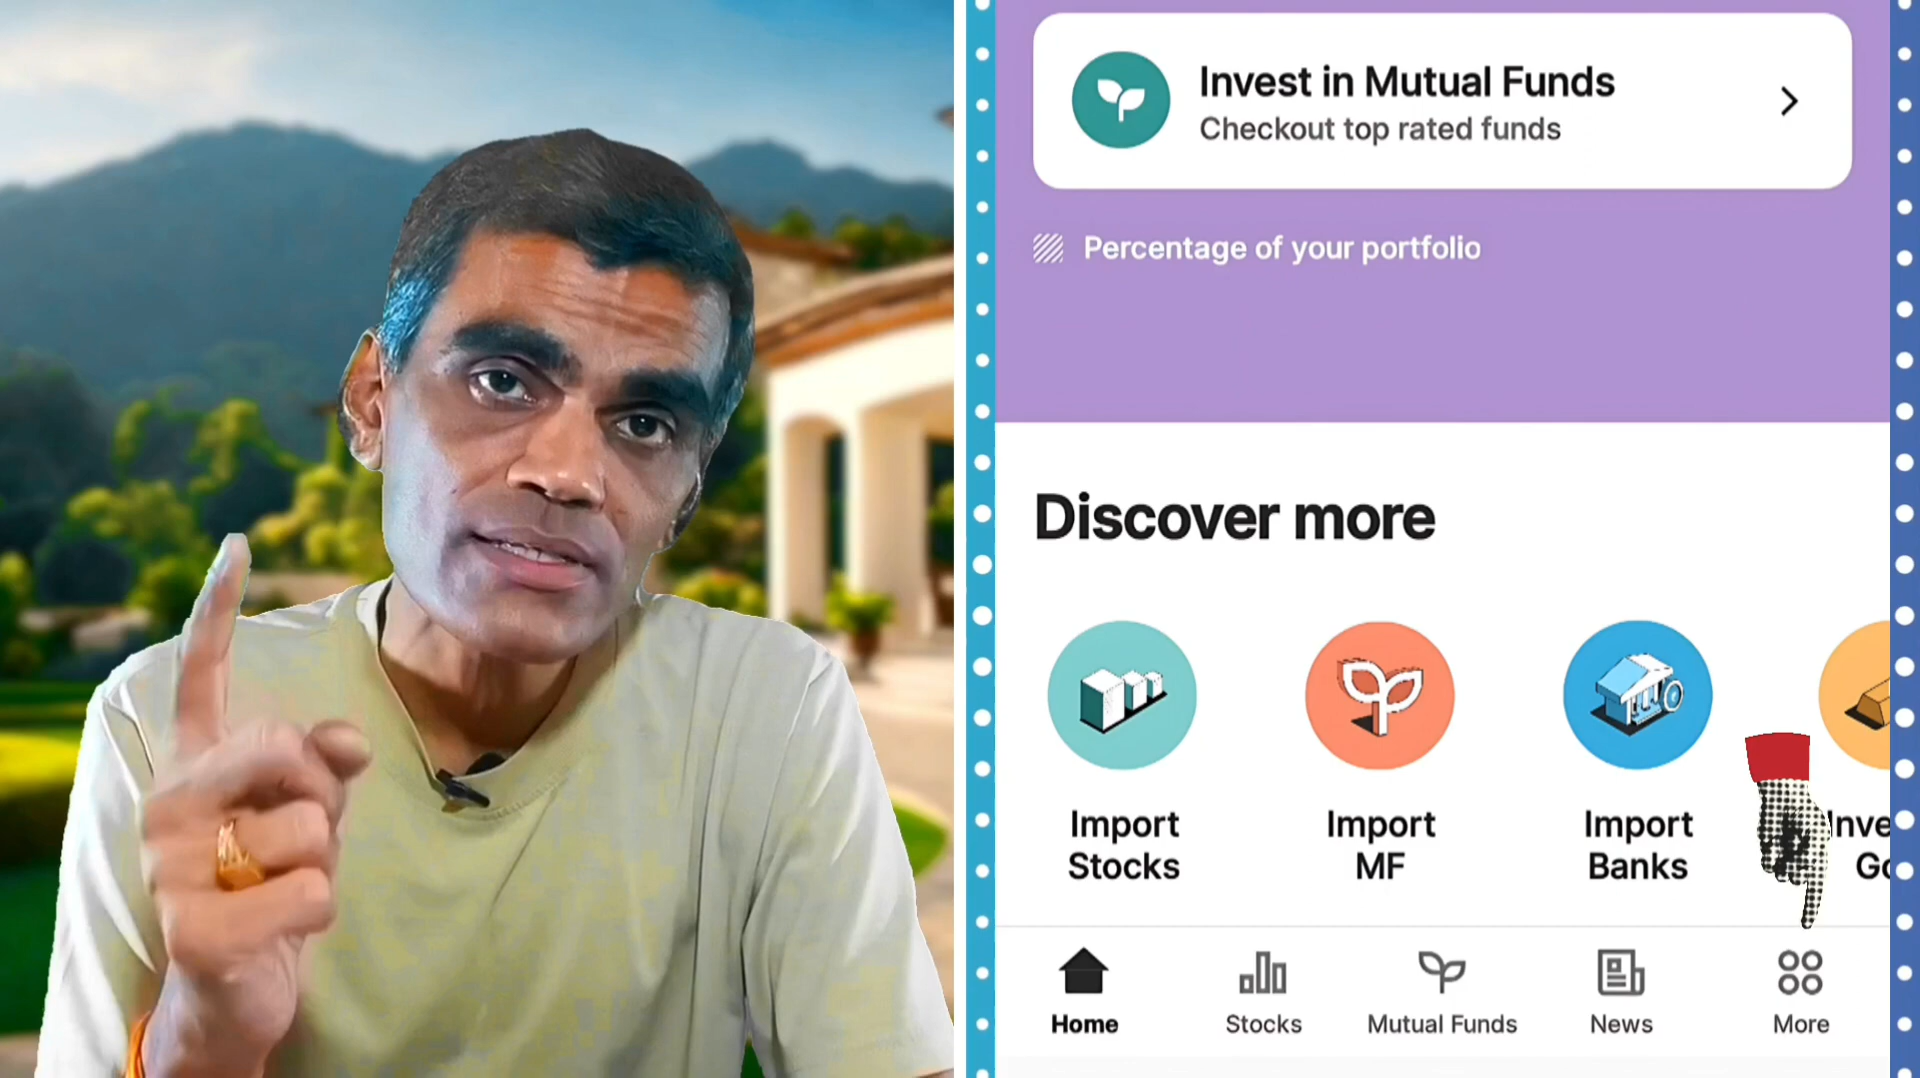 Invest in Mutual Funds
Checkout top rated funds
Percentage of your portfolio
Discover more
Import
Stocks
Import
MF
Import
Banks
Home
Stocks
Mutual Funds
News
More